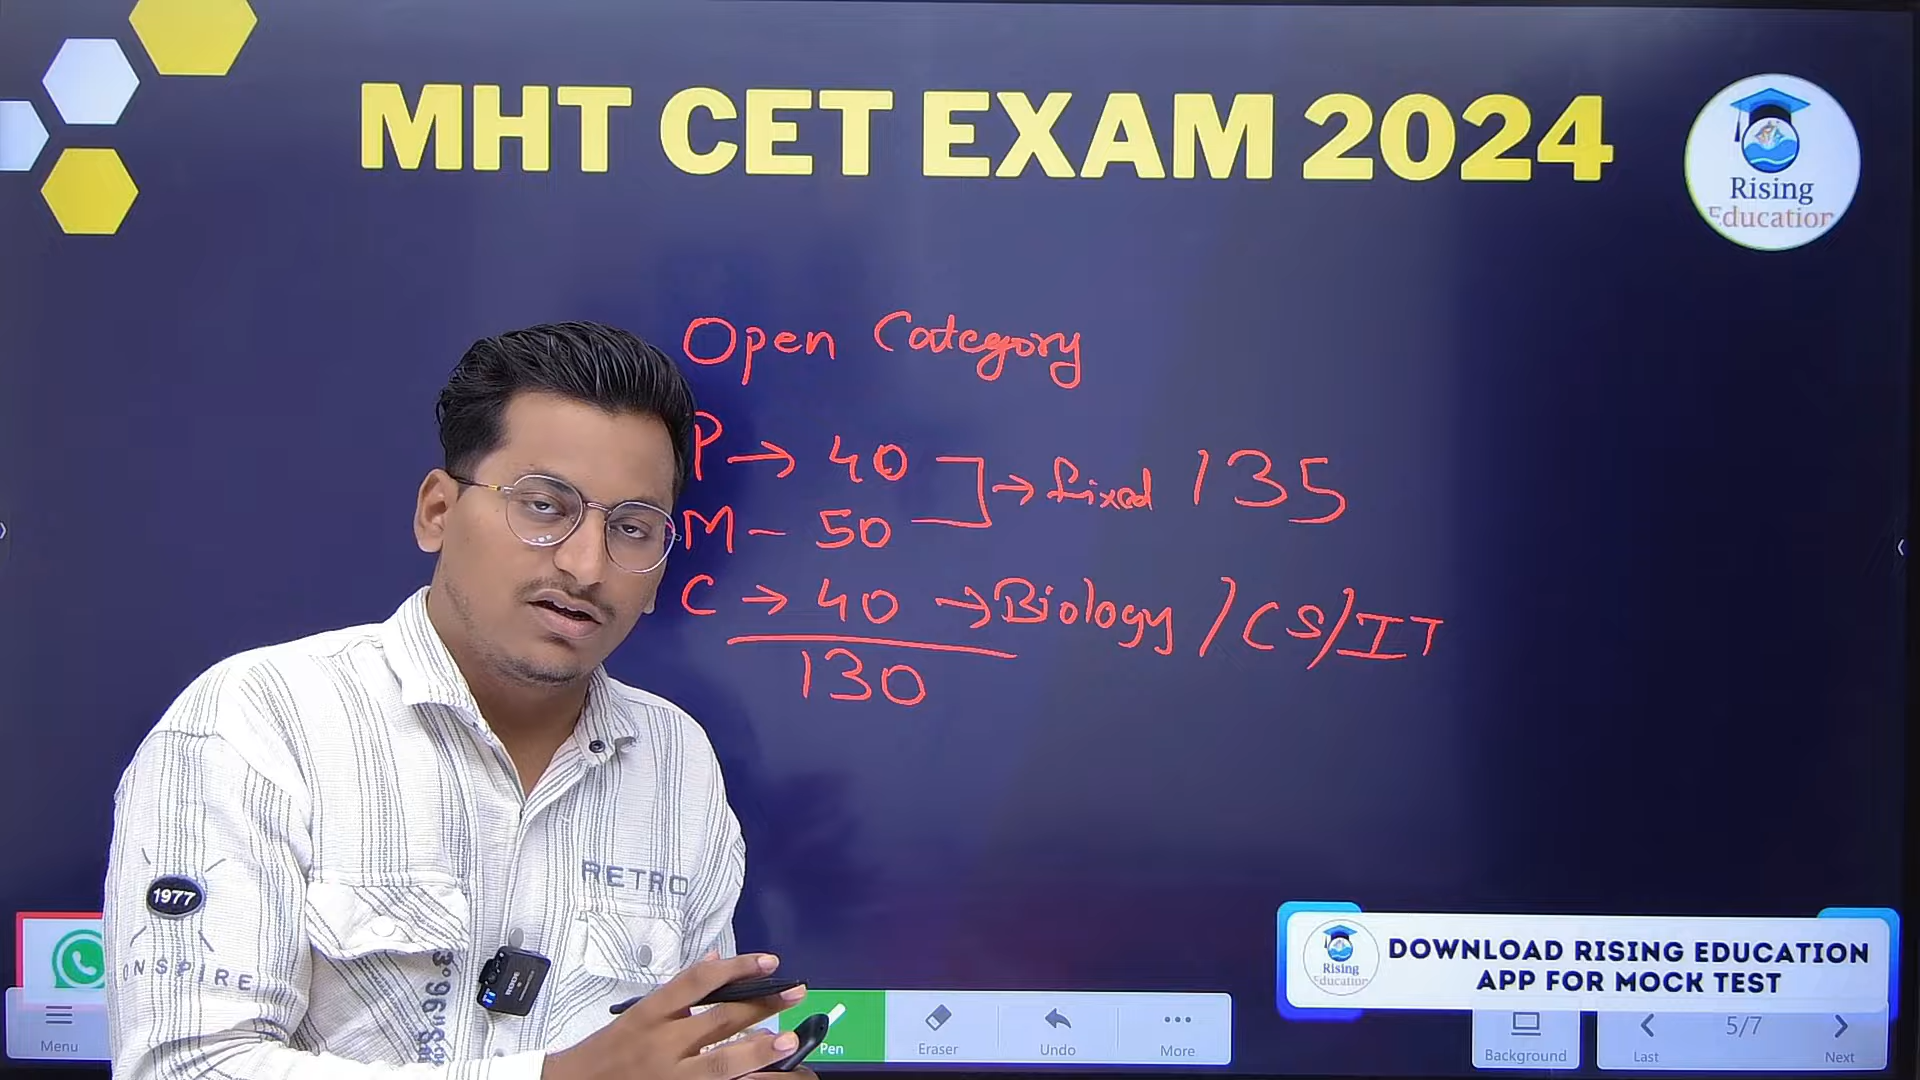 MHT CET EXAM 2024
Rising
Education
Open Category
P → 40
M - 50
→ fixed 135
C → 40 → Biology / CS/IT
130
1977
ONSPIRE
RETRO
RODE
DOWNLOAD RISING EDUCATION
APP FOR MOCK TEST
Rising
Education
Menu
Pen
Eraser
Undo
More
Background
Last
5/7
Next